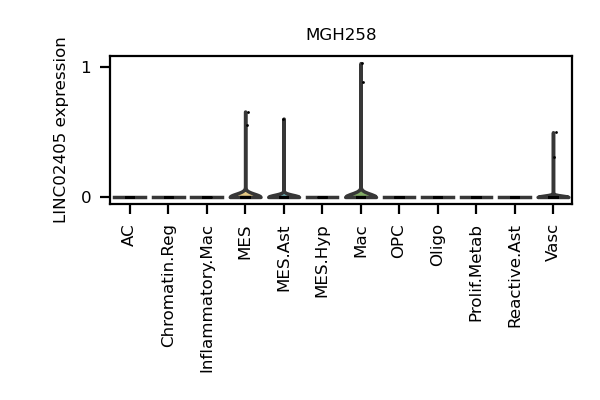 MGH258
LINC02405 expression
1
0
AC
Chromatin.Reg
Inflammatory.Mac
MES
MES.Ast
MES.Hyp
Mac
OPC
Oligo
Prolif.Metab
Reactive.Ast
Vasc